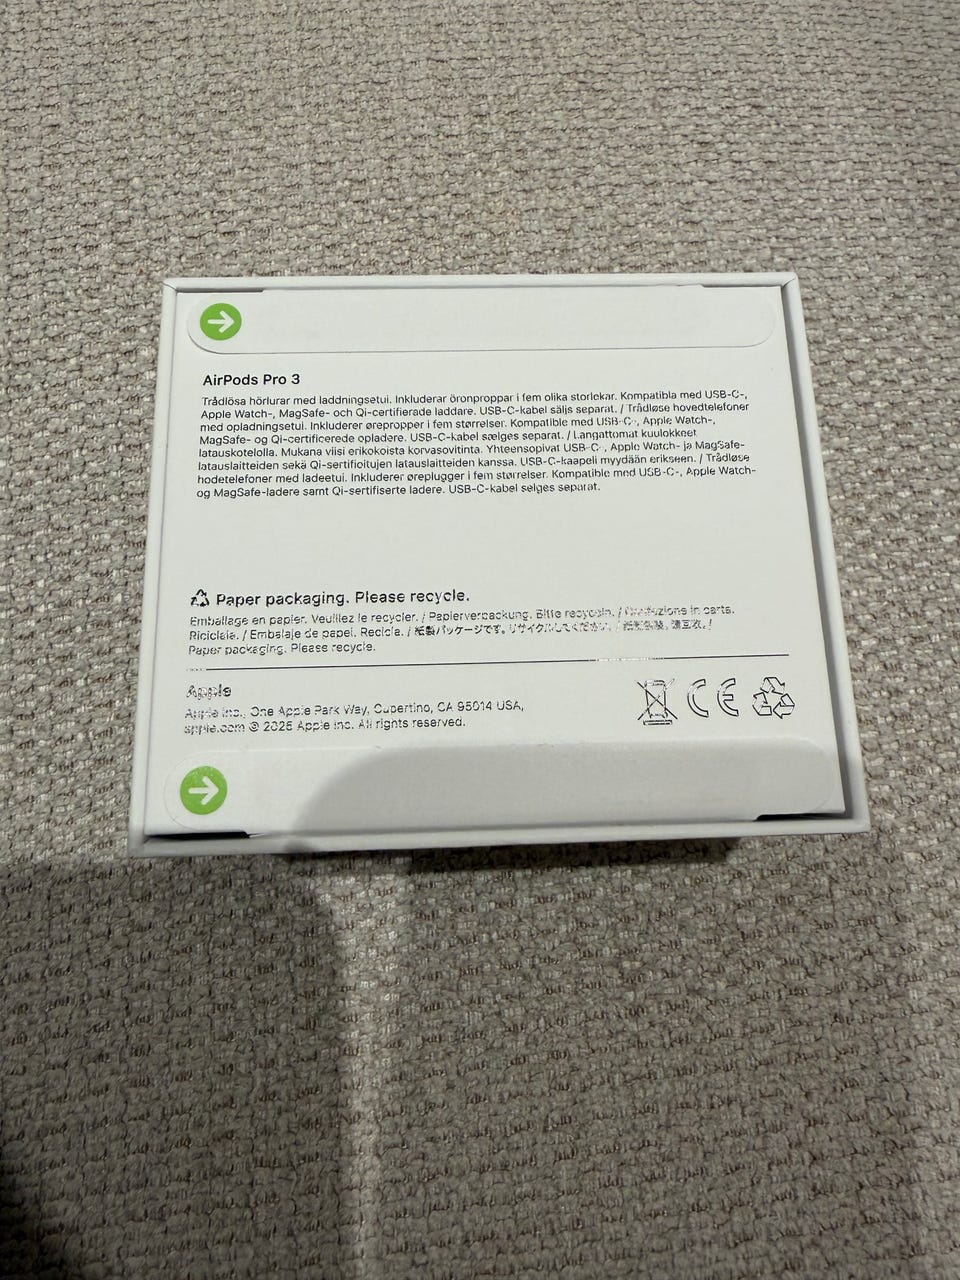 AirPods Pro 3
Trådlösa hörlurar med laddningsetui. Inkluderar öronproppar i fem olika storlekar. Kompatibla med USB-C-,
Apple Watch-, MagSafe- och Qi-certifierade laddare. USB-C-kabel säljs separat. / Trådløse hovedtelefoner
med opladningsetui. Inkluderer ørepropper i fem størrelser. Kompatible med USB-C-, Apple Watch-,
MagSafe- og Qi-certificerede opladere. USB-C-kabel sælges separat. / Langattomat kuulokkeet
latauskotelolla. Mukana viisi erikokoista korvasovitinta. Yhteensopivat USB-C-, Apple Watch- ja MagSafe-
latauslaitteiden sekä Qi-sertifioitujen latauslaitteiden kanssa. USB-C-kaapeli myydään erikseen. / Trådløse
hodetelefoner med ladeetui. Inkluderer øreplugger i fem størrelser. Kompatible med USB-C-, Apple Watch-
og MagSafe-ladere samt Qi-sertifiserte ladere. USB-C-kabel selges separat.
Paper packaging. Please recycle.
Emballage en papier. Veuillez le recycler. / Papierverpackung. Bitte recyceln. / Confezione in carta.
Riciclala. / Embalaje de papel. Recicla. / 紙製パッケージです。リサイクルしてください。 /
Paper packaging. Please recycle.
Apple
Apple Inc., One Apple Park Way, Cupertino, CA 95014 USA,
apple.com © 2025 Apple Inc. All rights reserved.
CE